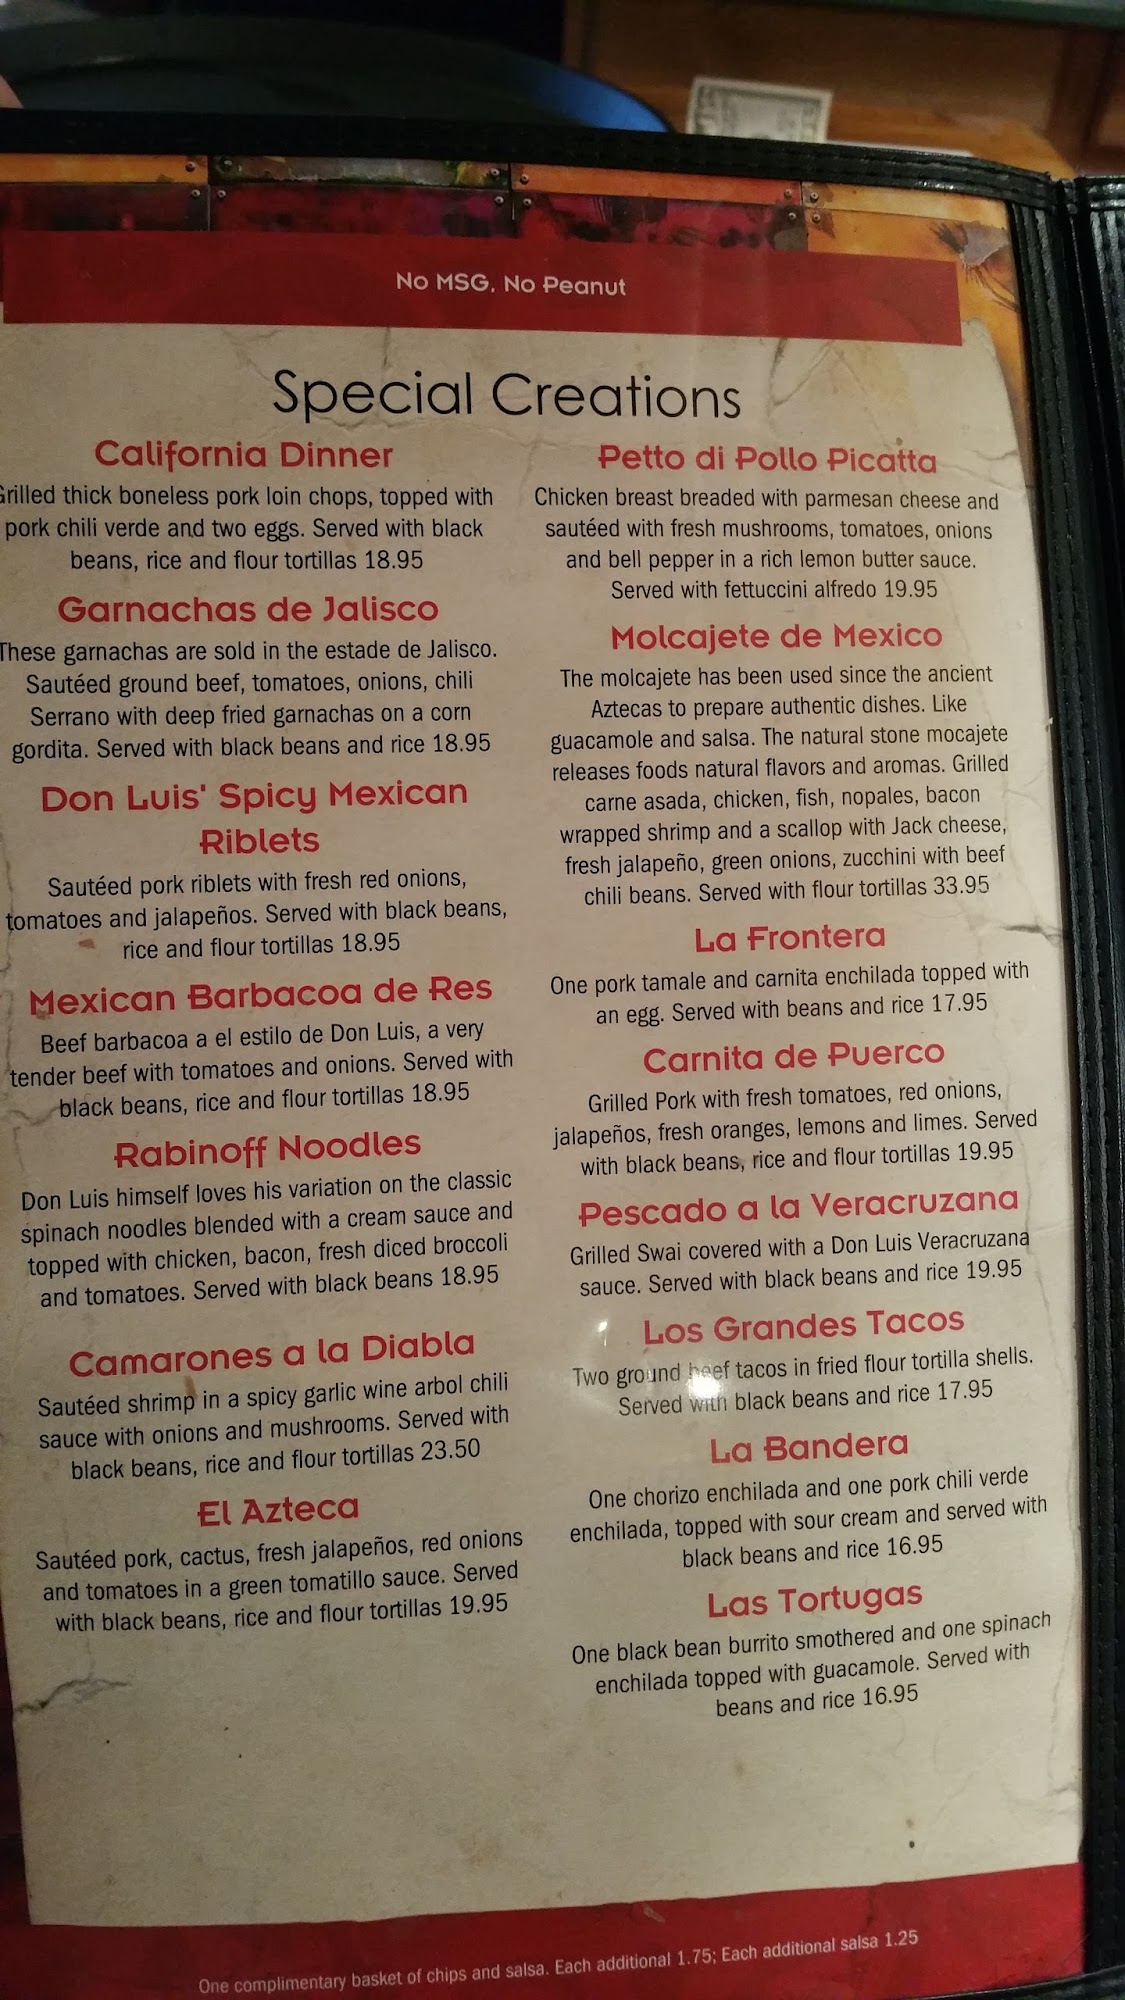 No MSG, No Peanut
Special Creations
California Dinner
Grilled thick boneless pork loin chops, topped with
pork chili verde and two eggs. Served with black
beans, rice and flour tortillas 18.95
Garnachas de Jalisco
These garnachas are sold in the estade de Jalisco.
Sautéed ground beef, tomatoes, onions, chili
Serrano with deep fried garnachas on a corn
gordita. Served with black beans and rice 18.95
Don Luis' Spicy Mexican
Riblets
Sautéed pork riblets with fresh red onions,
tomatoes and jalapeños. Served with black beans,
rice and flour tortillas 18.95
Mexican Barbacoa de Res
Beef barbacoa a el estilo de Don Luis, a very
tender beef with tomatoes and onions. Served with
black beans, rice and flour tortillas 18.95
Rabinoff Noodles
Don Luis himself loves his variation on the classic
spinach noodles blended with a cream sauce and
topped with chicken, bacon, fresh diced broccoli
and tomatoes. Served with black beans 18.95
Camarones a la Diabla
Sautéed shrimp in a spicy garlic wine arbol chili
sauce with onions and mushrooms. Served with
black beans, rice and flour tortillas 23.50
El Azteca
Sautéed pork, cactus, fresh jalapeños, red onions
and tomatoes in a green tomatillo sauce. Served
with black beans, rice and flour tortillas 19.95
Petto di Pollo Picatta
Chicken breast breaded with parmesan cheese and
sautéed with fresh mushrooms, tomatoes, onions
and bell pepper in a rich lemon butter sauce.
Served with fettuccini alfredo 19.95
Molcajete de Mexico
The molcajete has been used since the ancient
Aztecas to prepare authentic dishes. Like
guacamole and salsa. The natural stone mocajete
releases foods natural flavors and aromas. Grilled
carne asada, chicken, fish, nopales, bacon
wrapped shrimp and a scallop with Jack cheese,
fresh jalapeño, green onions, zucchini with beef
chili beans. Served with flour tortillas 33.95
La Frontera
One pork tamale and carnita enchilada topped with
an egg. Served with beans and rice 17.95
Carnita de Puerco
Grilled Pork with fresh tomatoes, red onions,
jalapeños, fresh oranges, lemons and limes. Served
with black beans, rice and flour tortillas 19.95
Pescado a la Veracruzana
Grilled Swai covered with a Don Luis Veracruzana
sauce. Served with black beans and rice 19.95
Los Grandes Tacos
Two ground beef tacos in fried flour tortilla shells.
Served with black beans and rice 17.95
La Bandera
One chorizo enchilada and one pork chili verde
enchilada, topped with sour cream and served with
black beans and rice 16.95
Las Tortugas
One black bean burrito smothered and one spinach
enchilada topped with guacamole. Served with
beans and rice 16.95
One complimentary basket of chips and salsa. Each additional 1.75; Each additional salsa 1.25